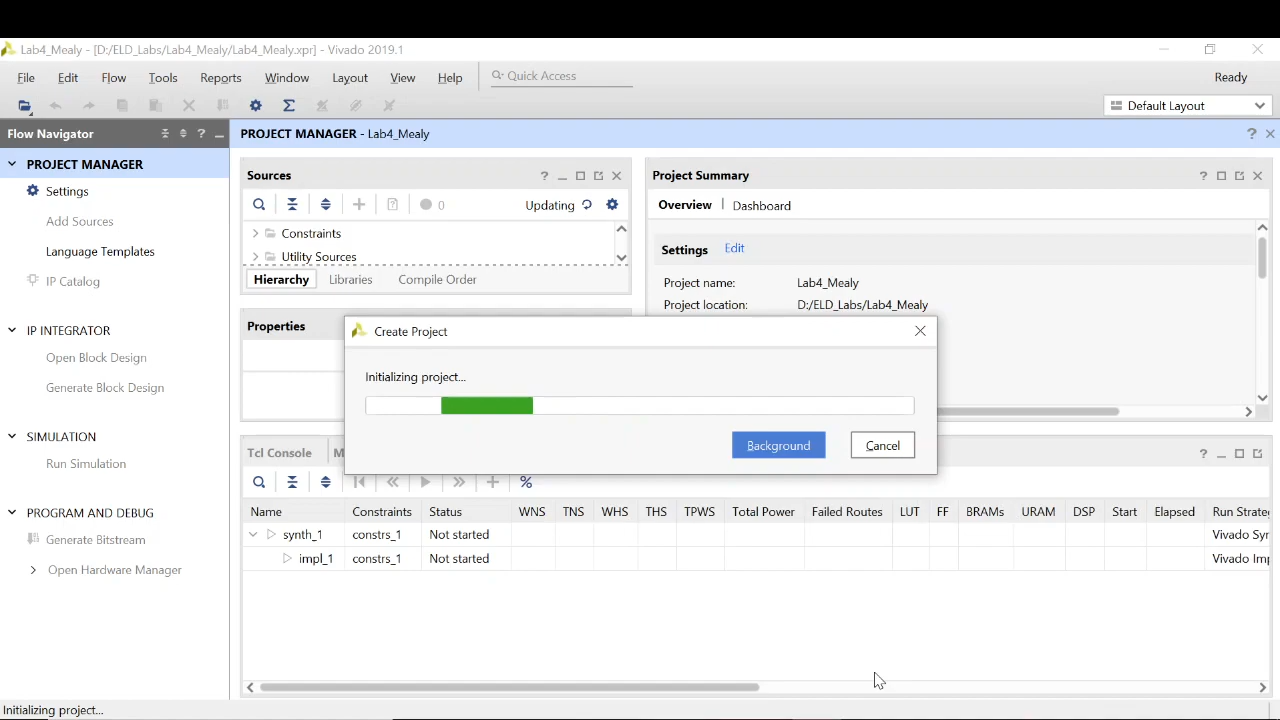 Lab4_Mealy - [D:/ELD_Labs/Lab4_Mealy/Lab4_Mealy.xpr] - Vivado 2019.1
File Edit Flow Tools Reports Window Layout View Help Quick Access Ready
Default Layout
Flow Navigator
PROJECT MANAGER
Settings
Add Sources
Language Templates
IP Catalog
IP INTEGRATOR
Open Block Design
Generate Block Design
SIMULATION
Run Simulation
PROGRAM AND DEBUG
Generate Bitstream
Open Hardware Manager
PROJECT MANAGER - Lab4_Mealy
Sources
0 Updating
Constraints
Utility Sources
Hierarchy Libraries Compile Order
Properties
Project Summary
Overview Dashboard
Settings Edit
Project name: Lab4_Mealy
Project location: D:/ELD_Labs/Lab4_Mealy
Create Project
Initializing project...
Background Cancel
Tcl Console
Name Constraints Status WNS TNS WHS THS TPWS Total Power Failed Routes LUT FF BRAMs URAM DSP Start Elapsed Run Strate
synth_1 constrs_1 Not started Vivado Syn
impl_1 constrs_1 Not started Vivado Imp
Initializing project...